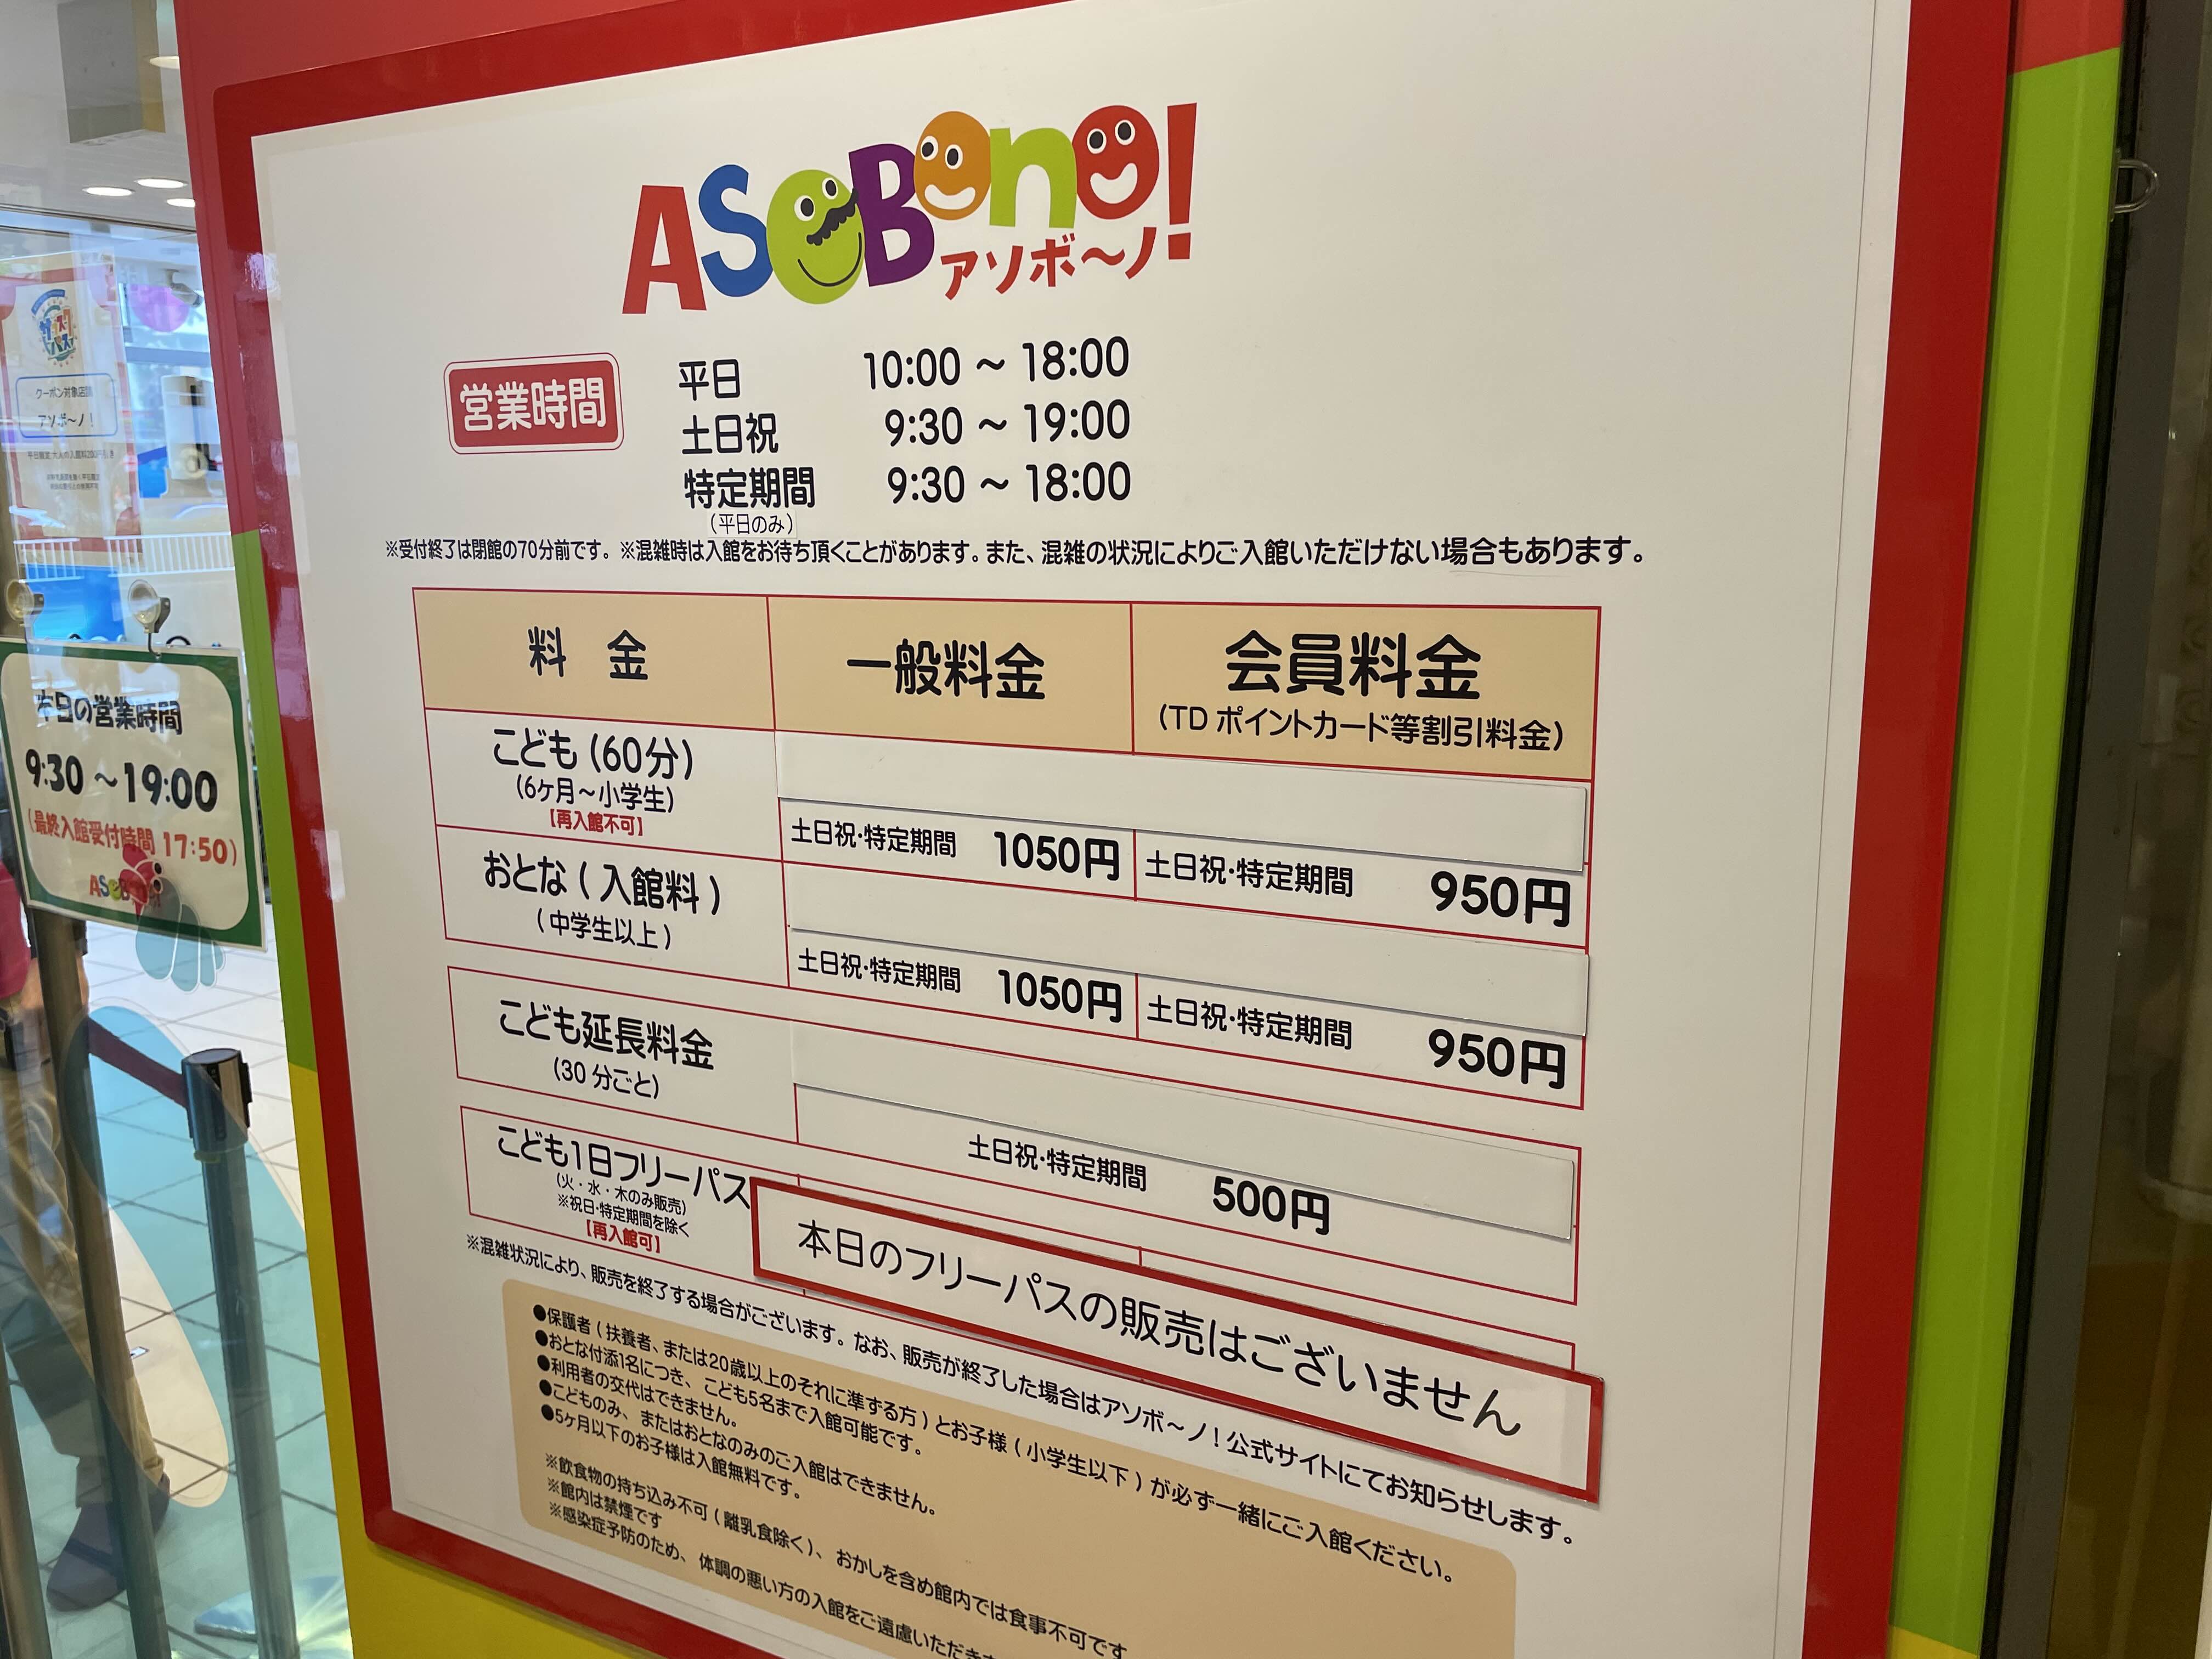 ASOBono!
アソボ〜ノ!
営業時間
平日 10:00 ~ 18:00
土日祝 9:30 ~ 19:00
特定期間 9:30 ~ 18:00
(平日のみ)
※受付終了は閉館の70分前です。※混雑時は入館をお待ち頂くことがあります。また、混雑の状況によりご入館いただけない場合もあります。
料 金 一般料金 会員料金
(TD ポイントカード等割引料金)
こども(60分)
(6ヶ月~小学生)
【再入館不可】
土日祝・特定期間 1050円 土日祝・特定期間 950円
おとな(入館料)
(中学生以上)
土日祝・特定期間 1050円 土日祝・特定期間 950円
こども延長料金
(30分ごと)
土日祝・特定期間 500円
こども1日フリーパス
(火・水・木のみ販売)
※祝日・特定期間を除く
【再入館可】
本日のフリーパスの販売はございません
※混雑状況により、販売を終了する場合がございます。なお、販売が終了した場合はアソボ〜ノ!公式サイトにてお知らせします。
●保護者(扶養者、または20歳以上のそれに準ずる方)とお子様(小学生以下)が必ず一緒にご入館ください。
●おとな付添1名につき、こども5名まで入館可能です。
●利用者の交代はできません。
●こどものみ、またはおとなのみのご入館はできません。
●5ヶ月以下のお子様は入館無料です。
※飲食物の持ち込み不可(離乳食除く)、おかしを含め館内では食事不可です
※館内は禁煙です
※感染症予防のため、体調の悪い方の入館をご遠慮いただきま
クーポン対象店舗
アソボ〜ノ!
本日の営業時間
9:30 ~19:00
(最終入館受付時間 17:50)